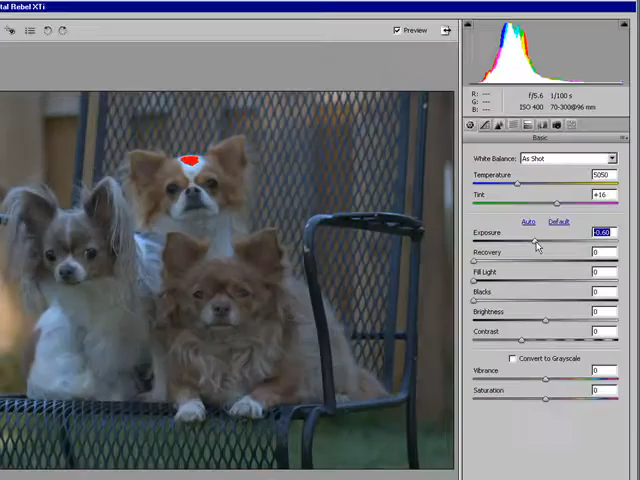 tal Rebel XTi
Preview
R: ---
G: ---
B: ---
f/5.6 1/100 s
ISO 400 70-300@96 mm
Basic
White Balance: As Shot
Temperature 5050
Tint +16
Auto Default
Exposure -0.60
Recovery 0
Fill Light 0
Blacks 0
Brightness 0
Contrast 0
Convert to Grayscale
Vibrance 0
Saturation 0